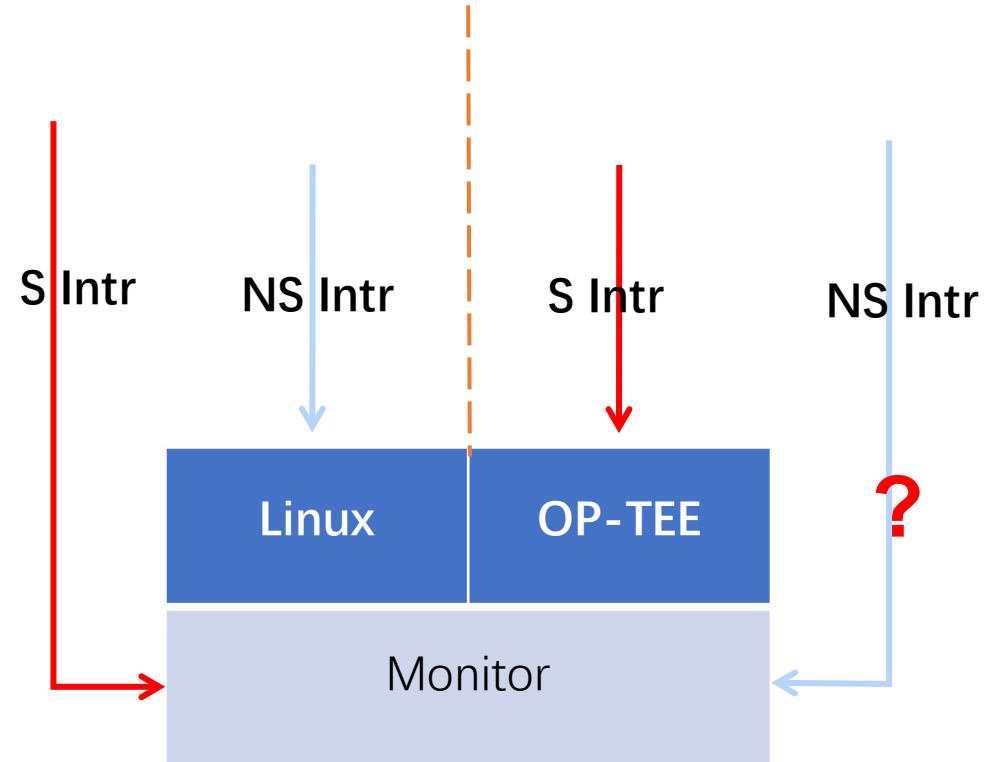 S Intr
NS Intr
S Intr
NS Intr
?
Linux
OP-TEE
Monitor